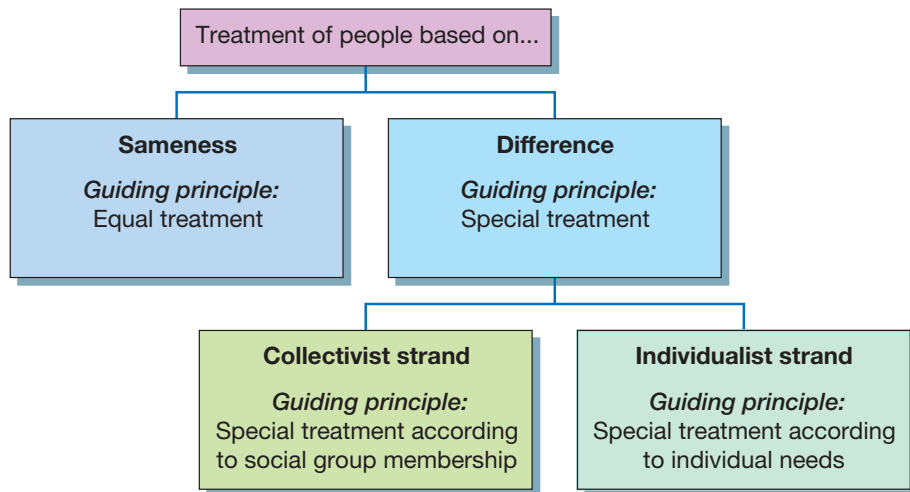 Treatment of people based on...
Sameness
Guiding principle:
Equal treatment
Difference
Guiding principle:
Special treatment
Collectivist strand
Guiding principle:
Special treatment according
to social group membership
Individualist strand
Guiding principle:
Special treatment according
to individual needs